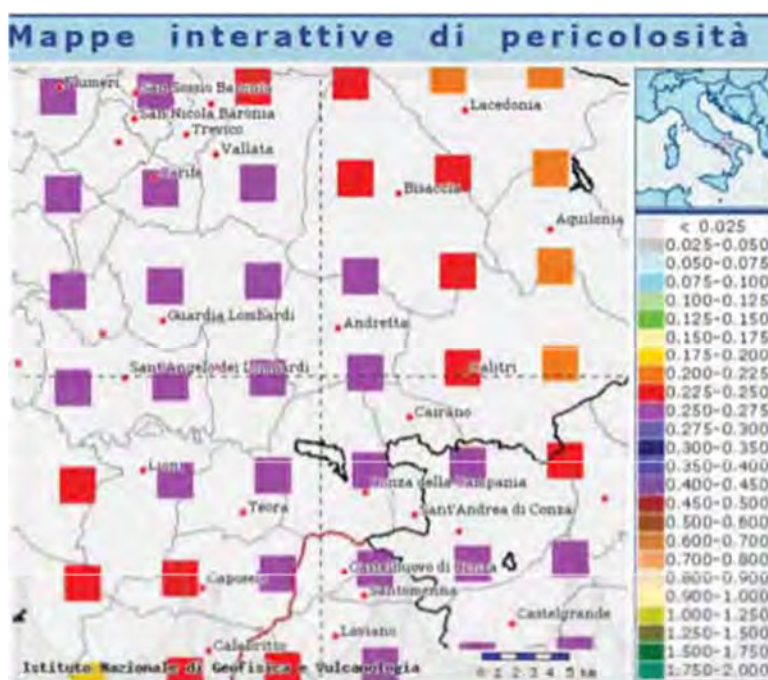 Mappe interattive di pericolosità
Flumeri
San Sossio Baronia
San Nicola Baronia
Trevico
Vallata
Lacedonia
Bisaccia
Aquilonia
Guardia Lombardi
Andretta
Sant'Angelo dei Lombardi
Calitri
Cairano
Lioni
Conza della Campania
Teora
Sant'Andrea di Conza
Caposele
Castelnuovo di Conza
Santomenna
Castelgrande
Calabritto
Laviano
Istituto Nazionale di Geofisica e Vulcanologia
0 1 2 3 4 5 km
< 0.025
0.025-0.050
0.050-0.075
0.075-0.100
0.100-0.125
0.125-0.150
0.150-0.175
0.175-0.200
0.200-0.225
0.225-0.250
0.250-0.275
0.275-0.300
0.300-0.350
0.350-0.400
0.400-0.450
0.450-0.500
0.500-0.600
0.600-0.700
0.700-0.800
0.800-0.900
0.900-1.000
1.000-1.250
1.250-1.500
1.500-1.750
1.750-2.000